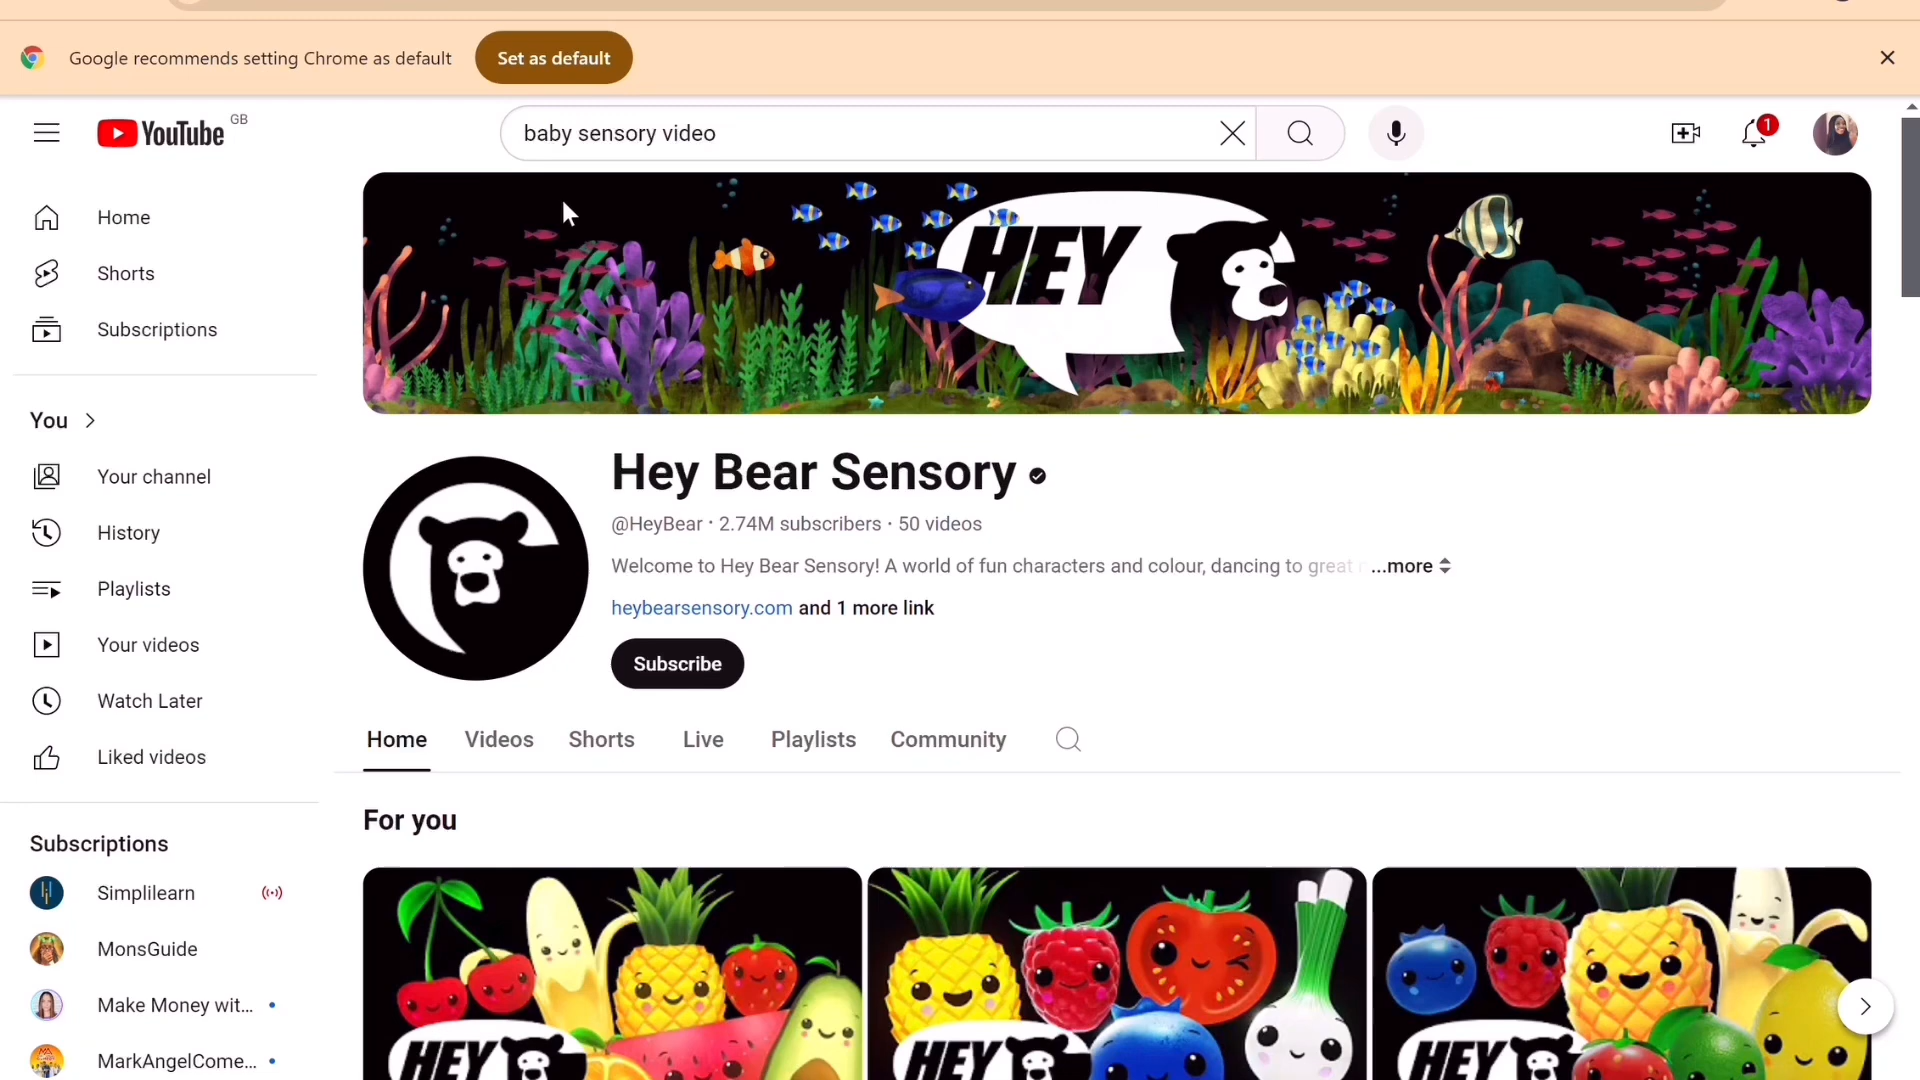 Google recommends setting Chrome as default
Set as default
YouTube GB
baby sensory video
1
Home
Shorts
Subscriptions
HEY
You
Your channel
History
Playlists
Your videos
Watch Later
Liked videos
Hey Bear Sensory
@HeyBear · 2.74M subscribers · 50 videos
Welcome to Hey Bear Sensory! A world of fun characters and colour, dancing to great ...more
heybearsensory.com and 1 more link
Subscribe
Home Videos Shorts Live Playlists Community
For you
Subscriptions
Simplilearn
MonsGuide
Make Money wit...
MarkAngelCome...
HEY
HEY
HEY